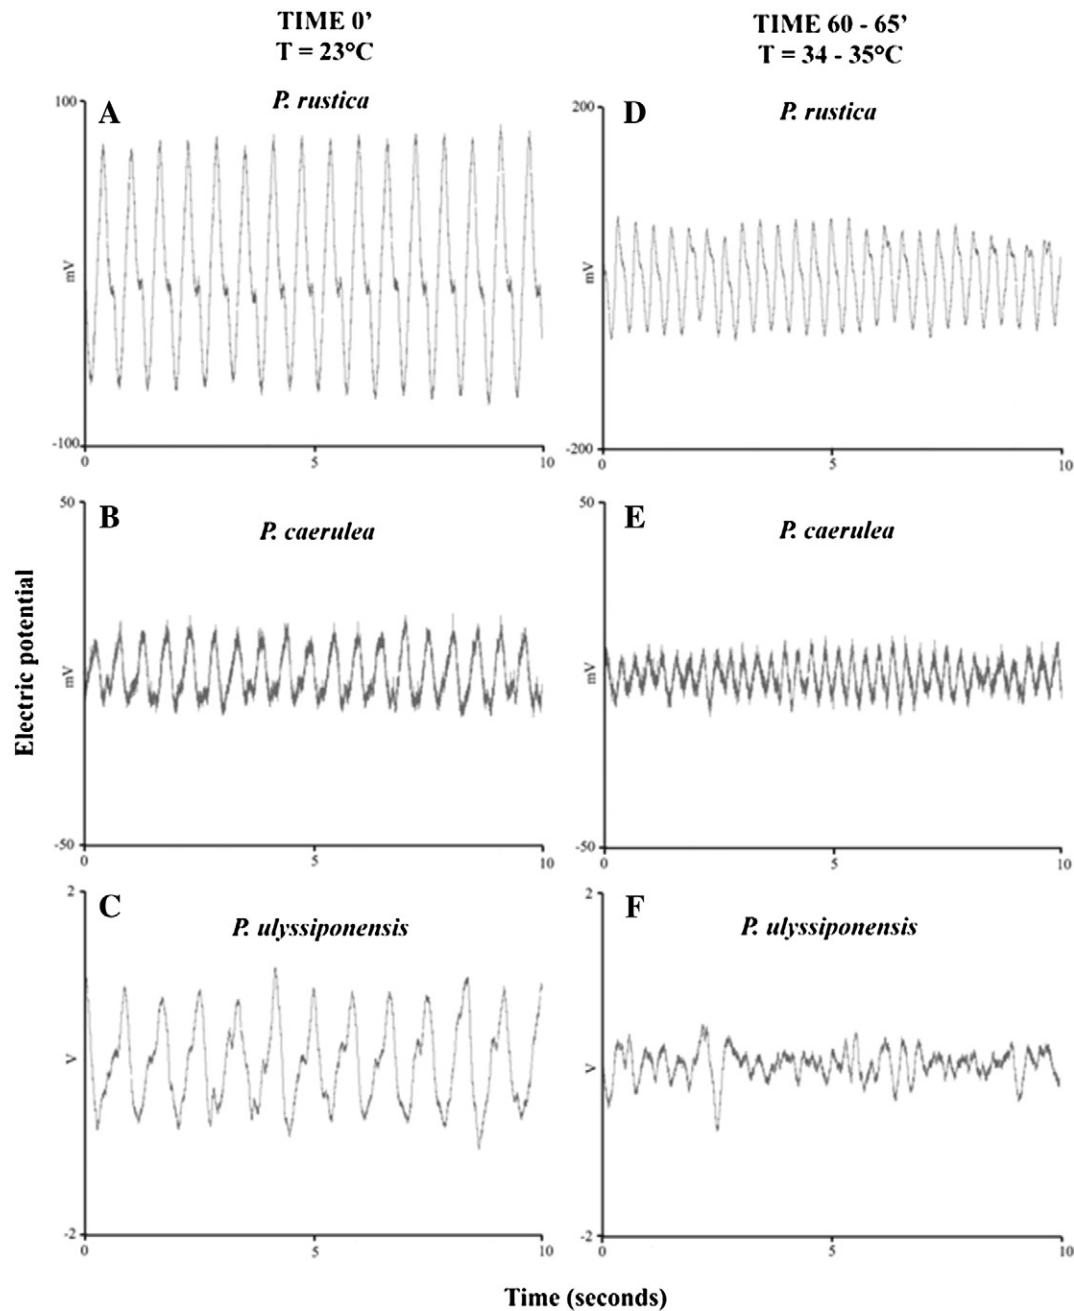 TIME 0’
T = 23°C
TIME 60 - 65’
T = 34 - 35°C
A
P. rustica
100
mV
-100
0
5
10
D
P. rustica
200
mV
-200
0
5
10
B
P. caerulea
50
mV
-50
0
5
10
E
P. caerulea
50
mV
-50
0
5
10
Electric potential
C
P. ulyssiponensis
2
V
-2
0
5
10
F
P. ulyssiponensis
2
V
-2
0
5
10
Time (seconds)